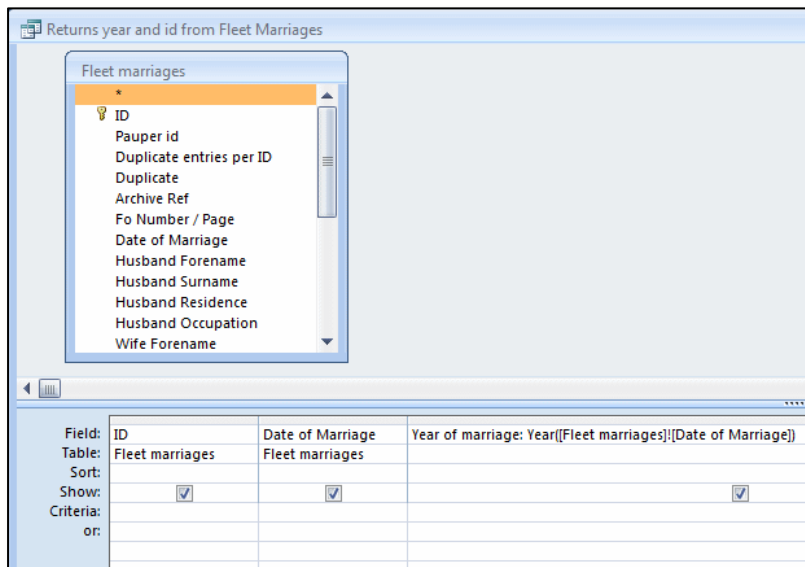 Returns year and id from Fleet Marriages
Fleet marriages
*
ID
Pauper id
Duplicate entries per ID
Duplicate
Archive Ref
Fo Number / Page
Date of Marriage
Husband Forename
Husband Surname
Husband Residence
Husband Occupation
Wife Forename
Field: ID Date of Marriage Year of marriage: Year([Fleet marriages]![Date of Marriage])
Table: Fleet marriages Fleet marriages
Sort:
Show:
Criteria:
or: